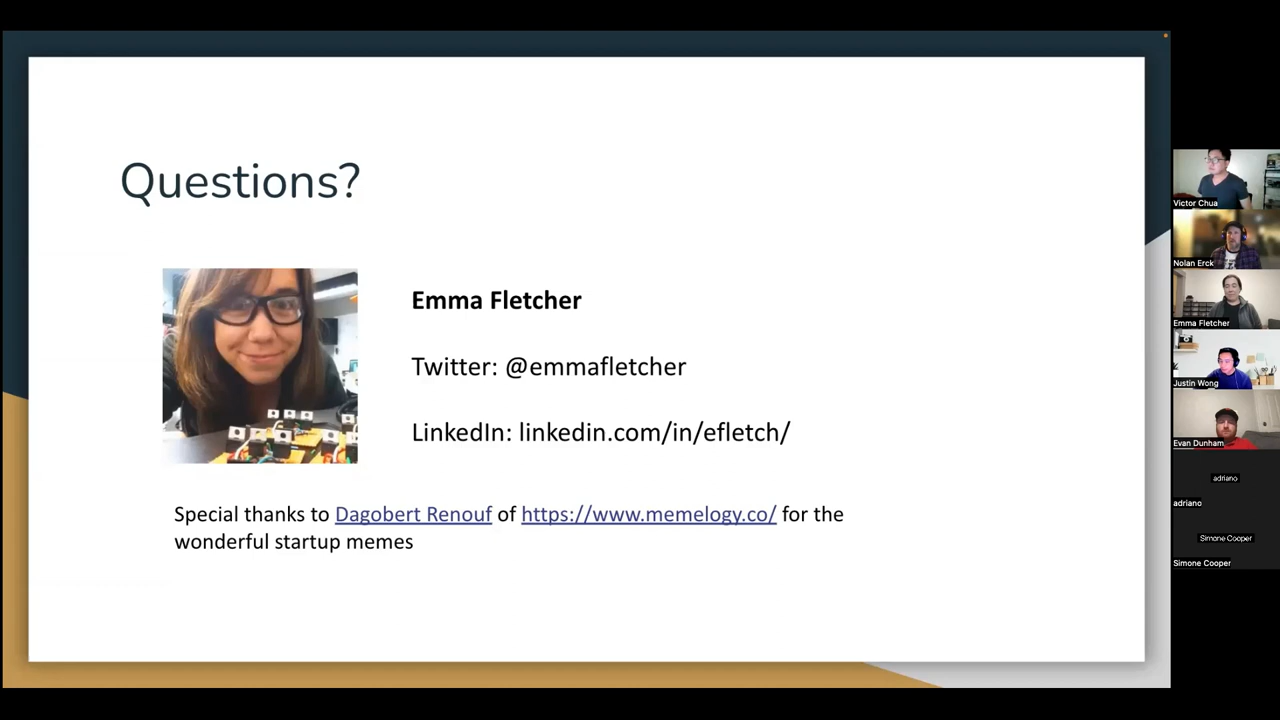 Questions?
Emma Fletcher
Twitter: @emmafletcher
LinkedIn: linkedin.com/in/efletch/
Special thanks to Dagobert Renouf of https://www.memelogy.co/ for the
wonderful startup memes
Victor Chua
Nolan Erck
Emma Fletcher
Justin Wong
Evan Dunham
adriano
adriano
Simone Cooper
Simone Cooper